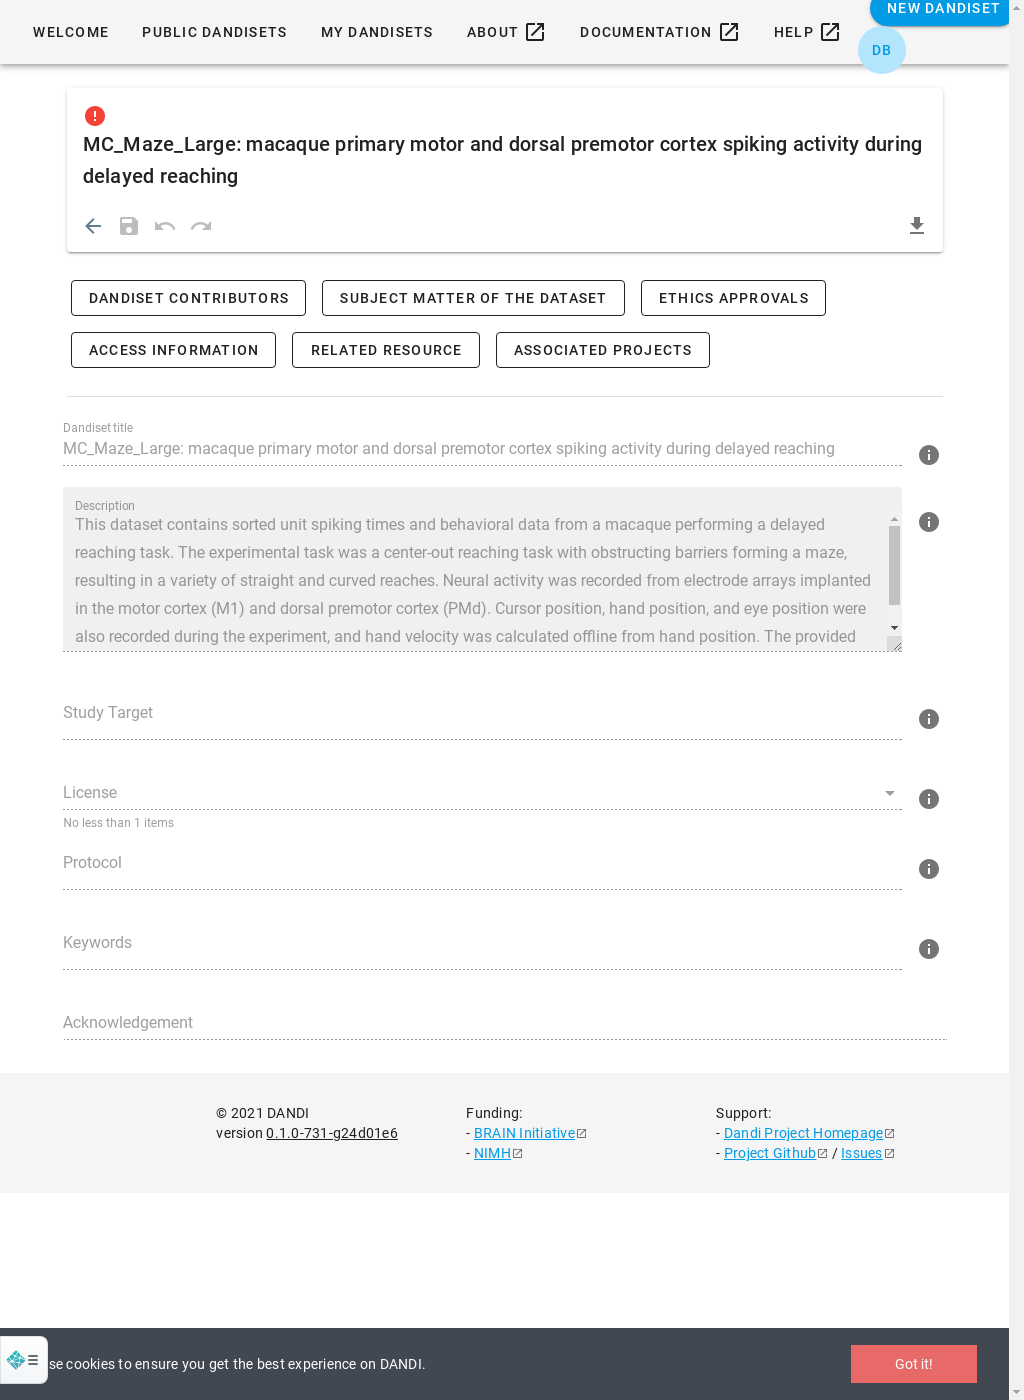 WELCOME PUBLIC DANDISETS MY DANDISETS ABOUT DOCUMENTATION HELP NEW DANDISET
DB
MC_Maze_Large: macaque primary motor and dorsal premotor cortex spiking activity during
delayed reaching
DANDISET CONTRIBUTORS SUBJECT MATTER OF THE DATASET ETHICS APPROVALS
ACCESS INFORMATION RELATED RESOURCE ASSOCIATED PROJECTS
Dandiset title
MC_Maze_Large: macaque primary motor and dorsal premotor cortex spiking activity during delayed reaching
Description
This dataset contains sorted unit spiking times and behavioral data from a macaque performing a delayed
reaching task. The experimental task was a center-out reaching task with obstructing barriers forming a maze,
resulting in a variety of straight and curved reaches. Neural activity was recorded from electrode arrays implanted
in the motor cortex (M1) and dorsal premotor cortex (PMd). Cursor position, hand position, and eye position were
also recorded during the experiment, and hand velocity was calculated offline from hand position. The provided
Study Target
License
No less than 1 items
Protocol
Keywords
Acknowledgement
© 2021 DANDI Funding: Support:
version 0.1.0-731-g24d01e6 - BRAIN Initiative - Dandi Project Homepage
- NIMH - Project Github / Issues
se cookies to ensure you get the best experience on DANDI. Got it!